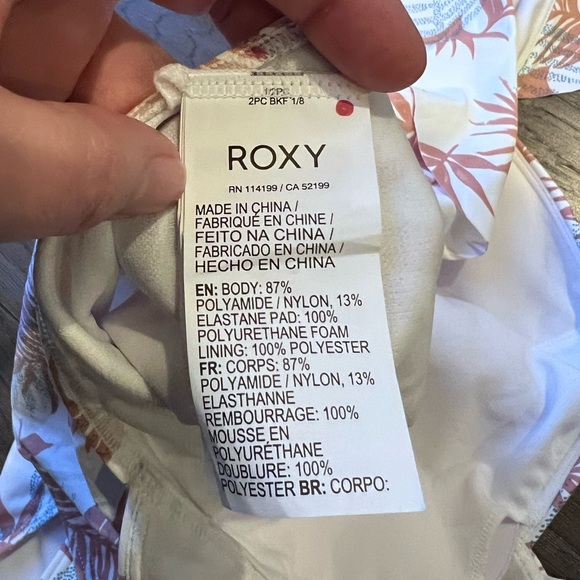 2PC BKF 1/8
ROXY
RN 114199 / CA 52199
MADE IN CHINA /
FABRIQUÉ EN CHINE /
FEITO NA CHINA /
FABRICADO EN CHINA /
HECHO EN CHINA
EN: BODY: 87%
POLYAMIDE / NYLON, 13%
ELASTANE PAD: 100%
POLYURETHANE FOAM
LINING: 100% POLYESTER
FR: CORPS: 87%
POLYAMIDE / NYLON, 13%
ELASTHANNE
REMBOURRAGE: 100%
MOUSSE EN
POLYURÉTHANE
DOUBLURE: 100%
POLYESTER BR: CORPO: